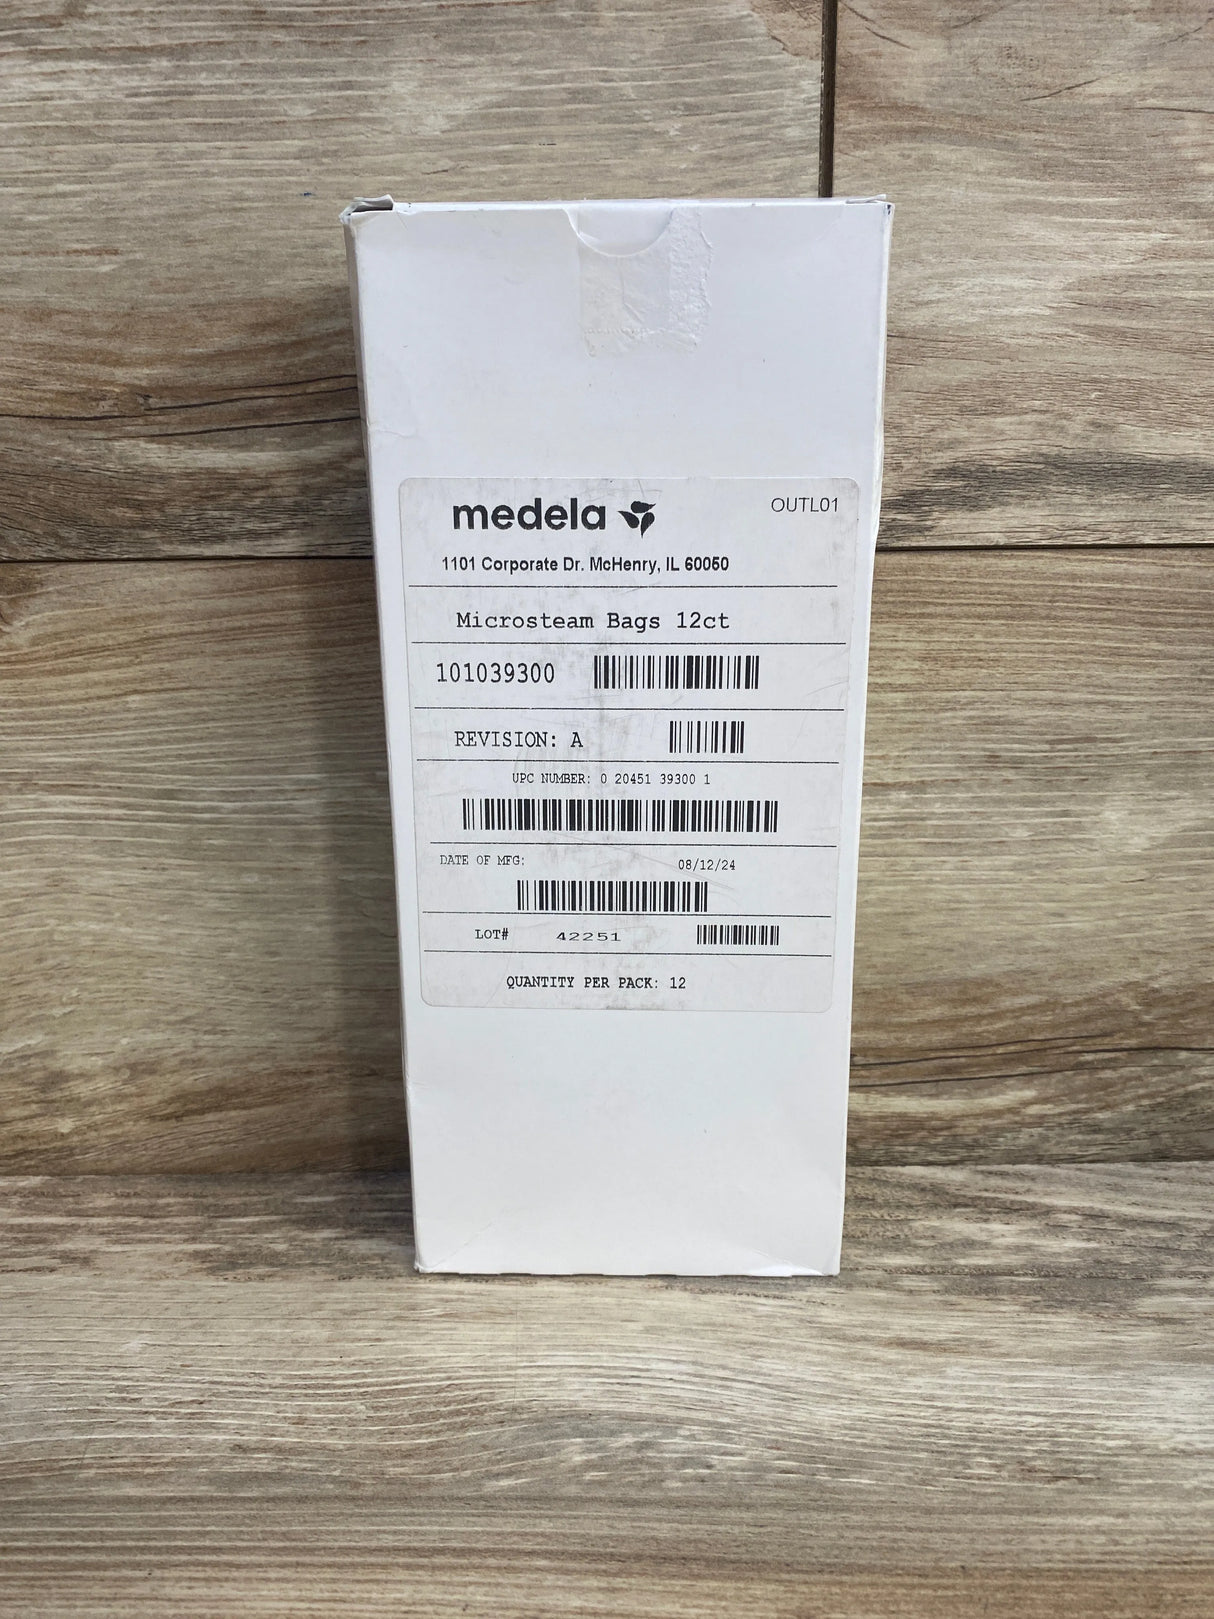 medela
OUTL01
1101 Corporate Dr. McHenry, IL 60050
Microsteam Bags 12ct
101039300
REVISION: A
UPC NUMBER: 0 20451 39300 1
DATE OF MFG: 08/12/24
LOT# 42251
QUANTITY PER PACK: 12